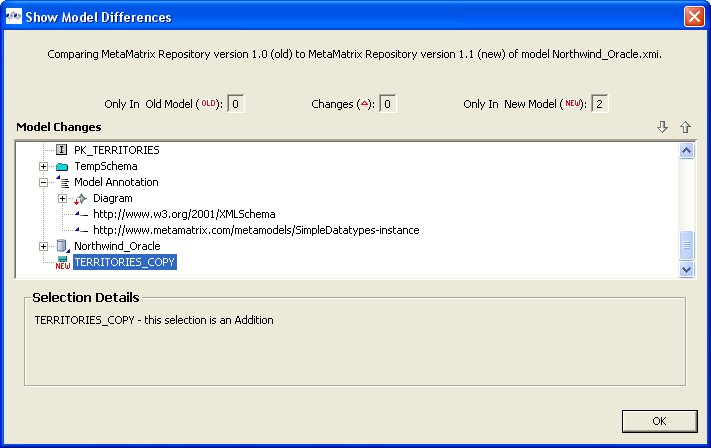 Show Model Differences
Comparing MetaMatrix Repository version 1.0 (old) to MetaMatrix Repository version 1.1 (new) of model Northwind_Oracle.xmi.
Only In Old Model (OLD): 0 Changes (): 0 Only In New Model (NEW): 2
Model Changes
PK_TERRITORIES
TempSchema
Model Annotation
Diagram
http://www.w3.org/2001/XMLSchema
http://www.metamatrix.com/metamodels/SimpleDatatypes-instance
Northwind_Oracle
NEW TERRITORIES_COPY
Selection Details
TERRITORIES_COPY - this selection is an Addition
OK